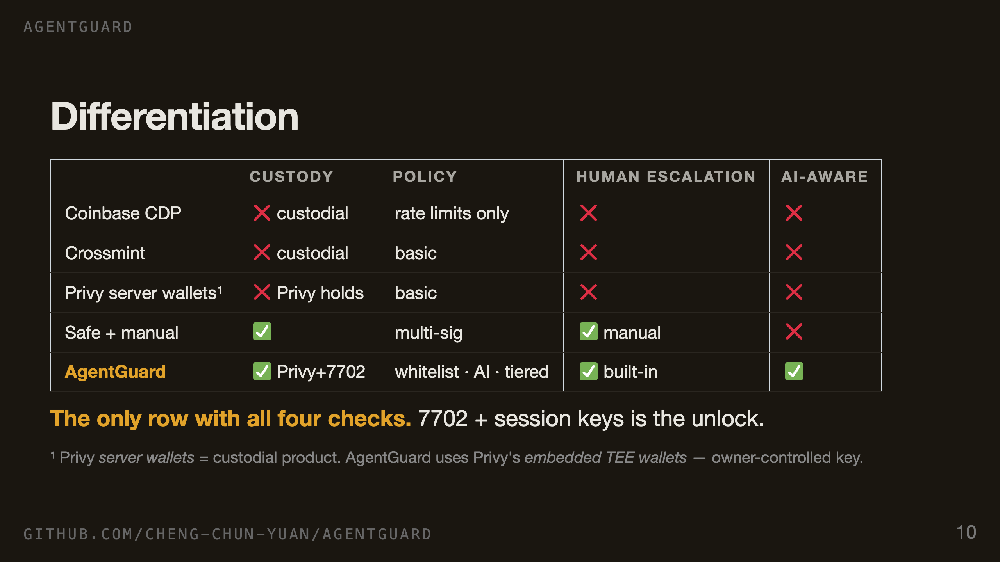 AGENTGUARD
Differentiation
CUSTODY POLICY HUMAN ESCALATION AI-AWARE
Coinbase CDP ❌ custodial rate limits only ❌ ❌
Crossmint ❌ custodial basic ❌ ❌
Privy server wallets¹ ❌ Privy holds basic ❌ ❌
Safe + manual ✅ multi-sig ✅ manual ❌
AgentGuard ✅ Privy+7702 whitelist · AI · tiered ✅ built-in ✅
The only row with all four checks. 7702 + session keys is the unlock.
¹ Privy server wallets = custodial product. AgentGuard uses Privy's embedded TEE wallets — owner-controlled key.
GITHUB.COM/CHENG-CHUN-YUAN/AGENTGUARD
10